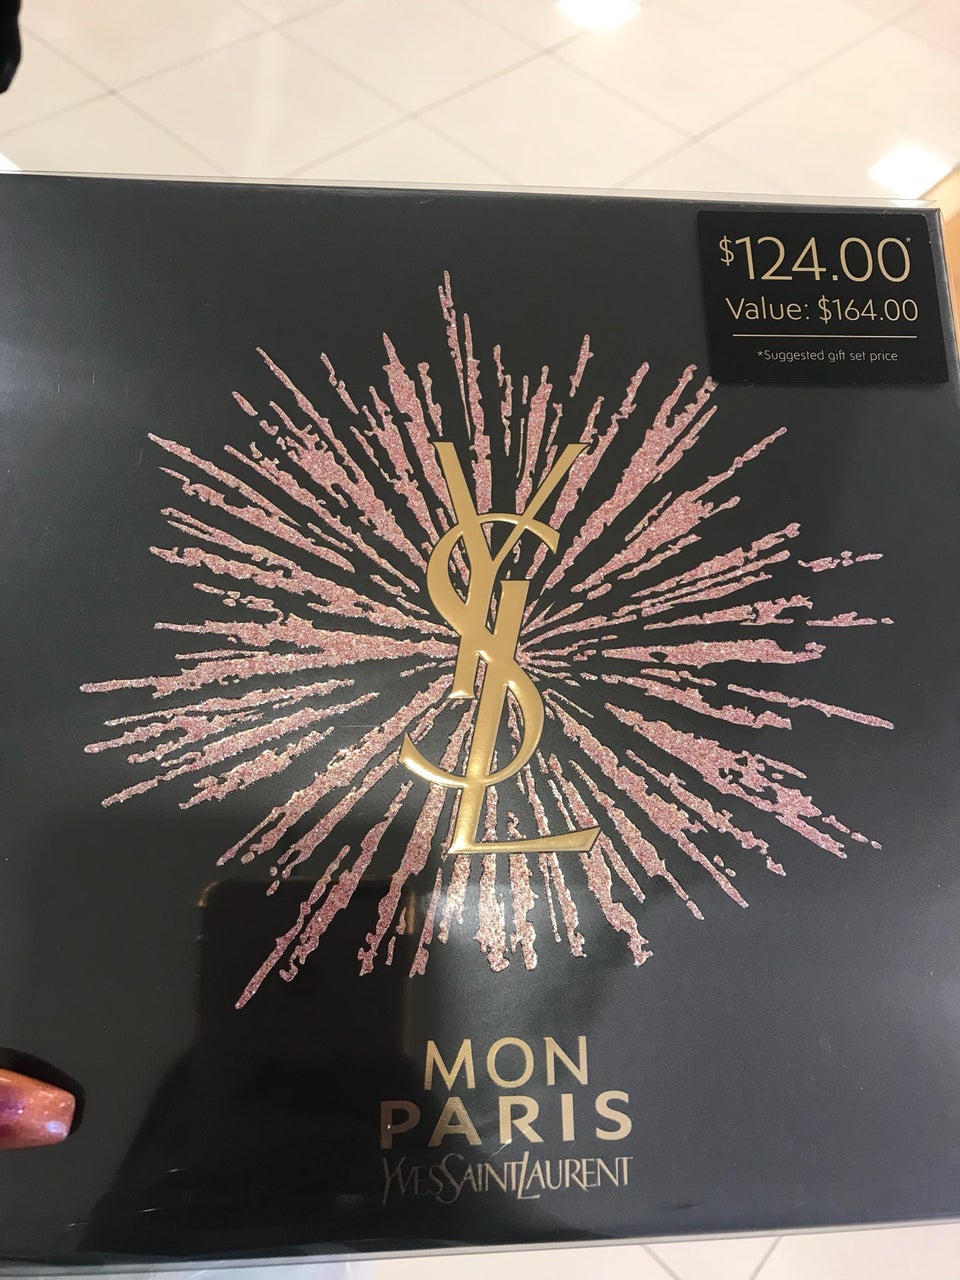 $124.00*
Value: $164.00
*Suggested gift set price
YSL
MON
PARIS
YVESSAINTLAURENT